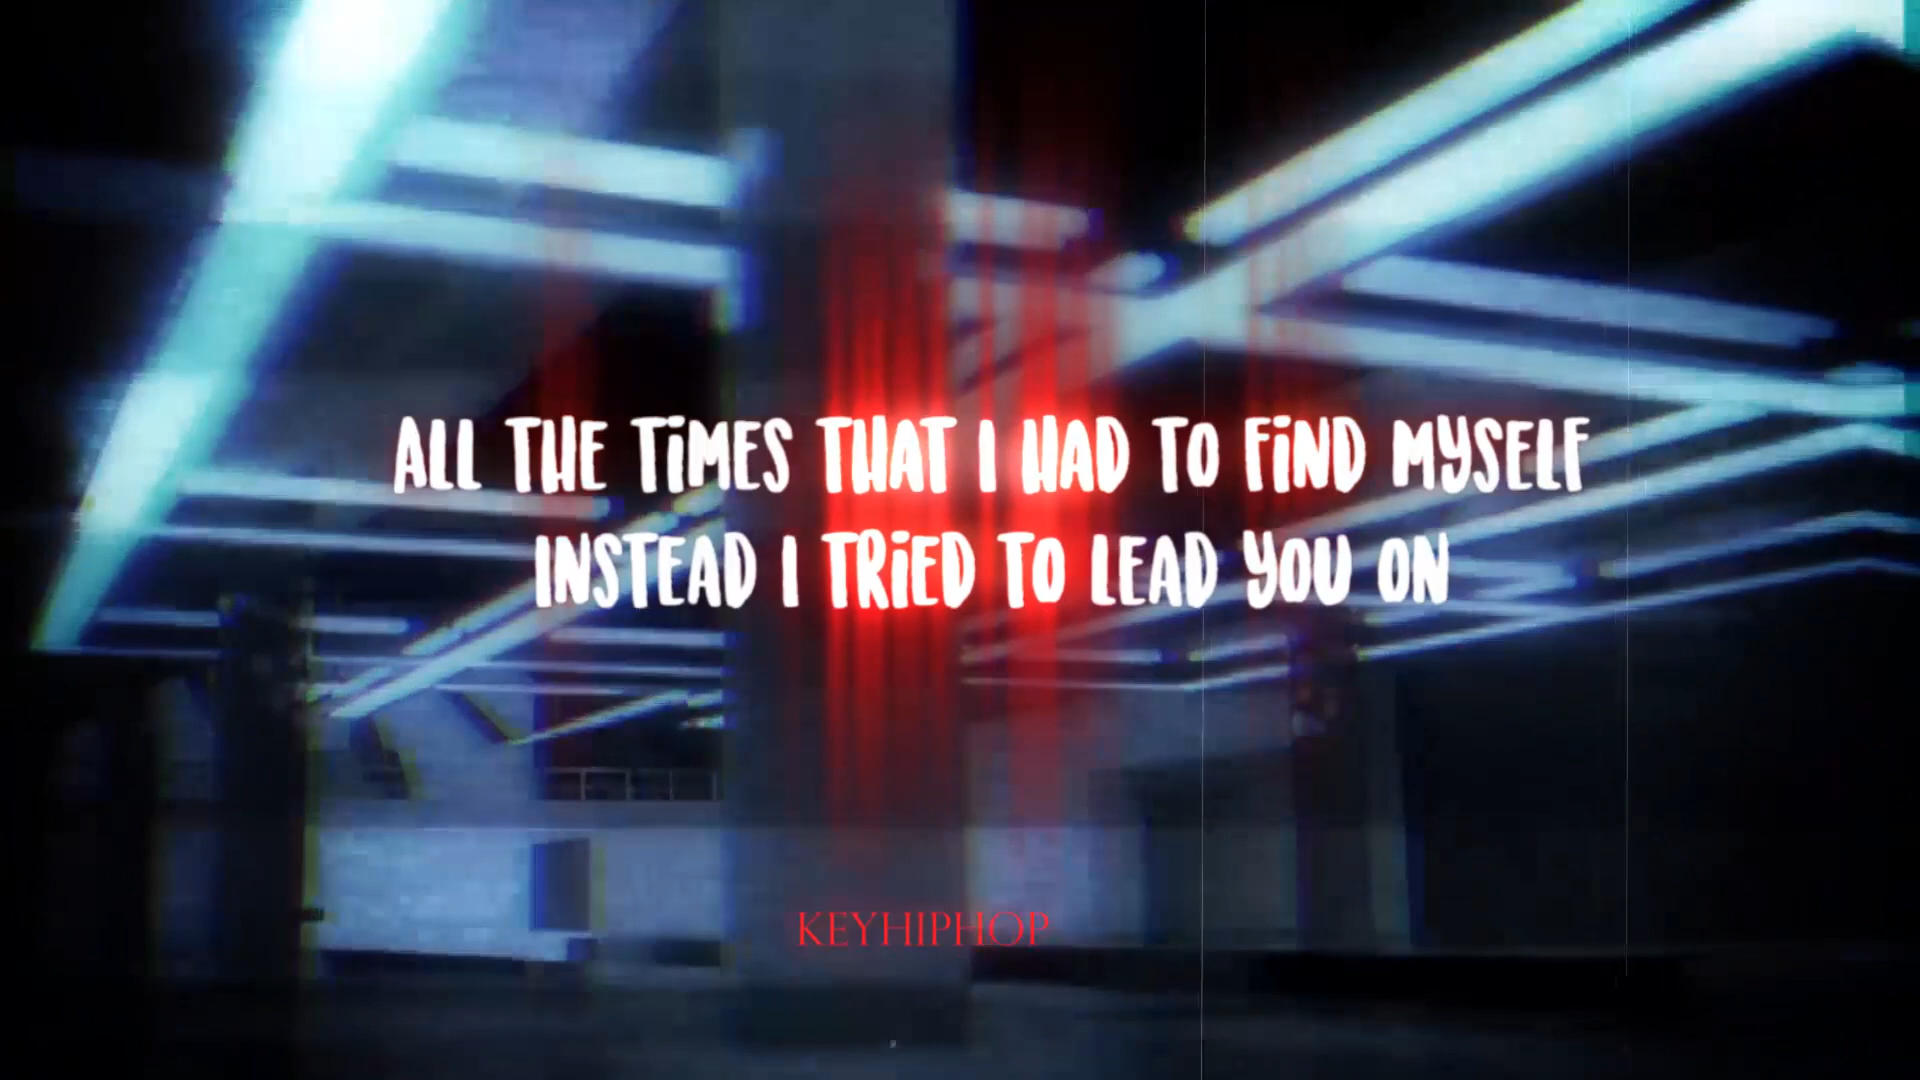 ALL THE TIMES THAT I HAD TO FIND MYSELF
INSTEAD I TRIED TO LEAD YOU ON
KEYHIPHOP